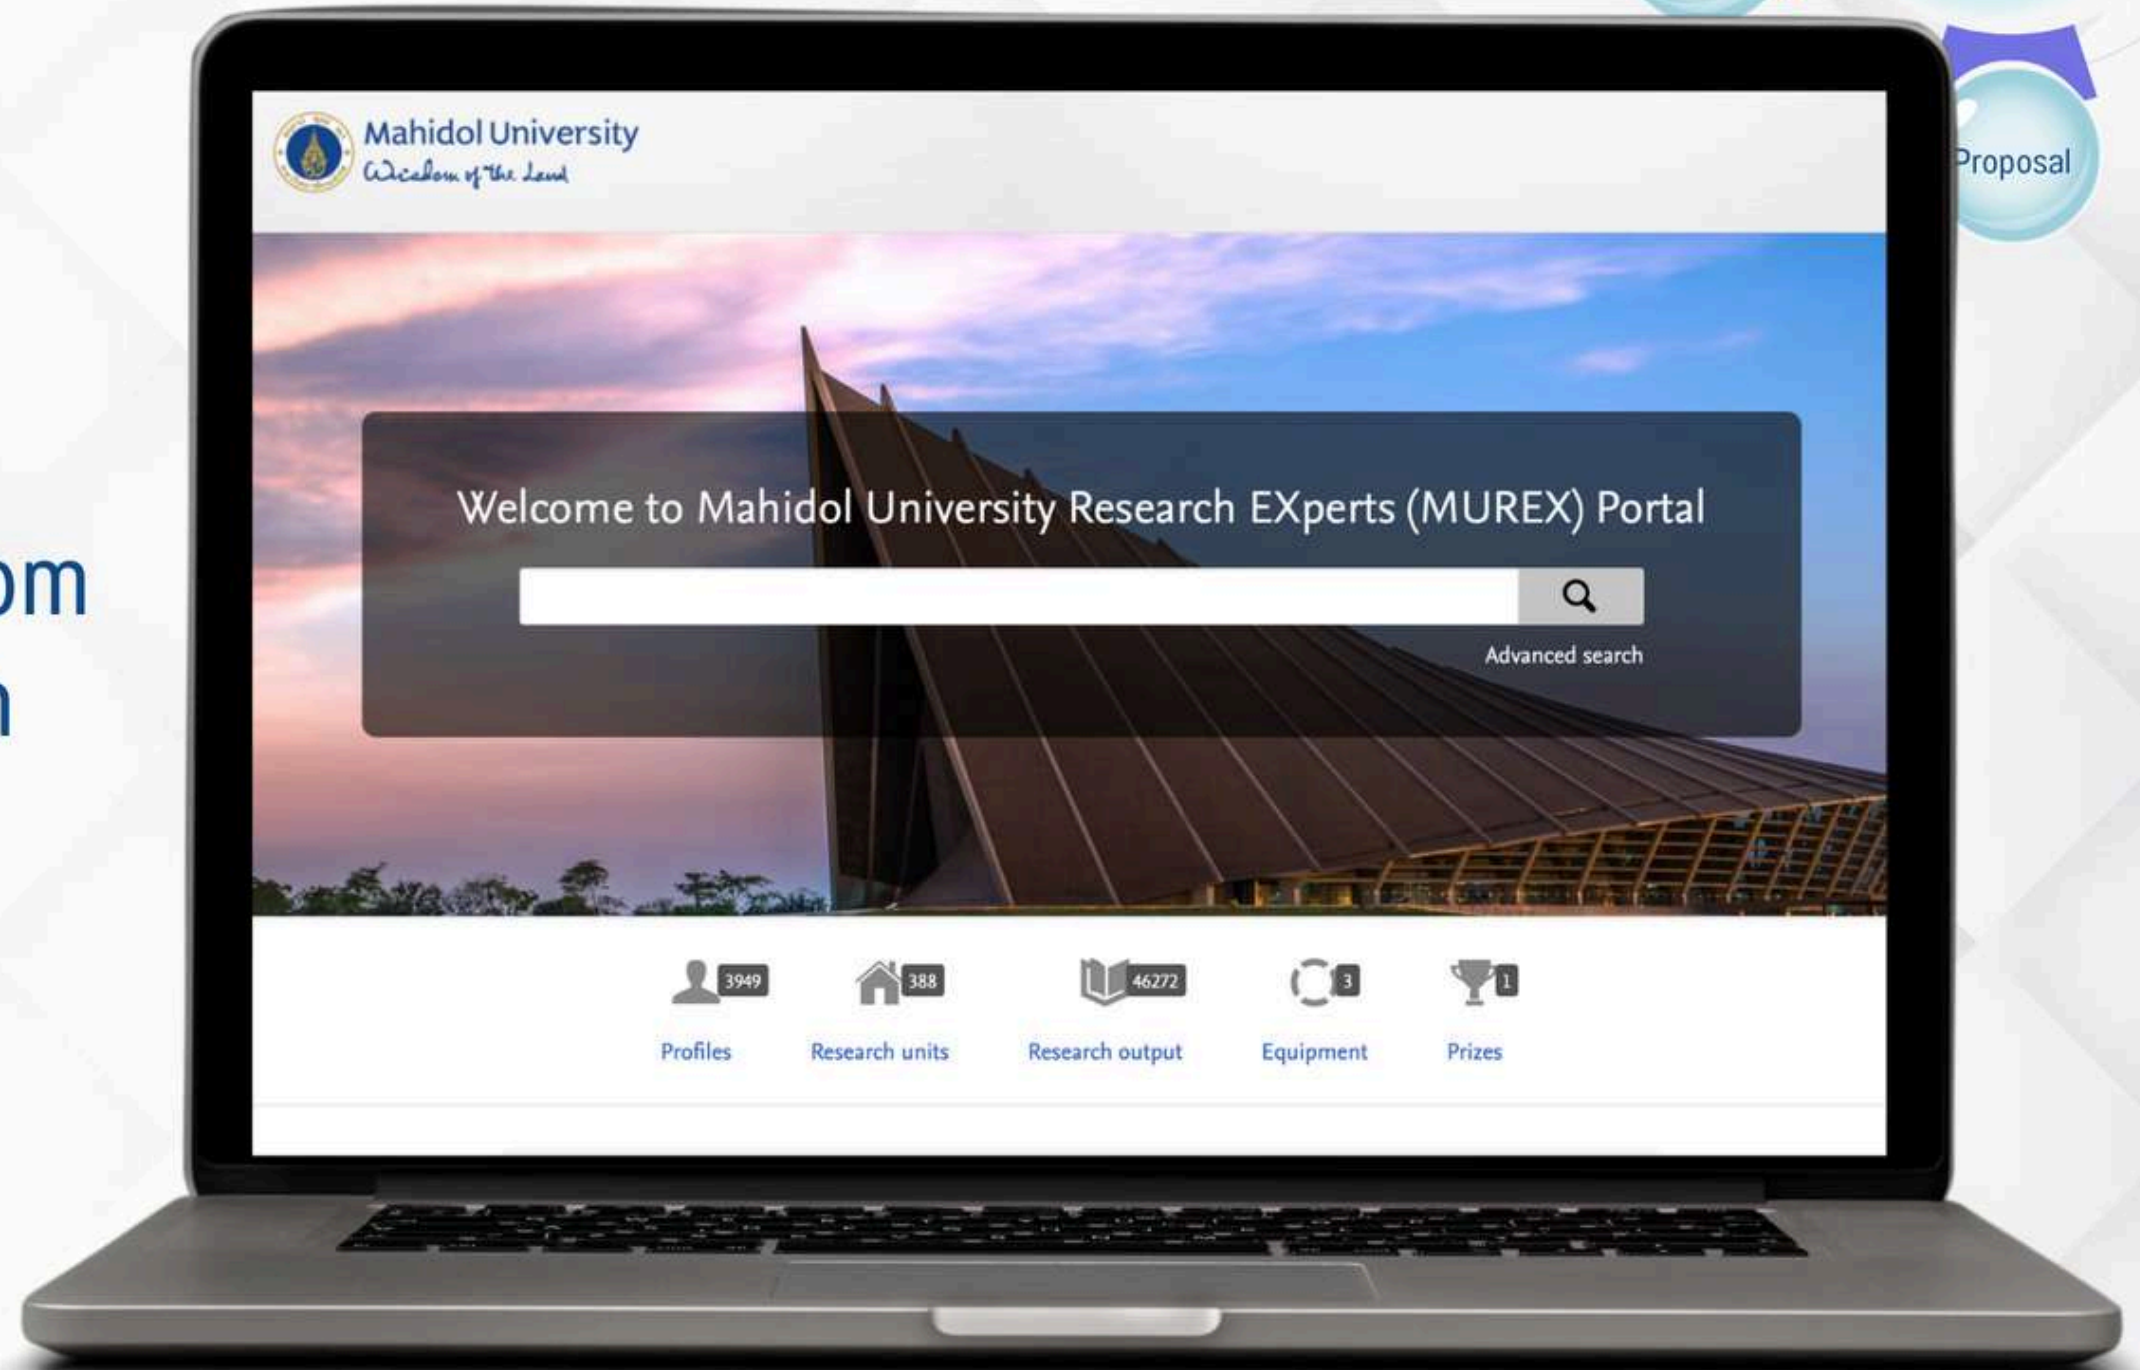 Mahidol University
Wisdom of the Land
Proposal
Welcome to Mahidol University Research EXperts (MUREX) Portal
om
Advanced search
n
3949
388
46272
3
1
Profiles
Research units
Research output
Equipment
Prizes